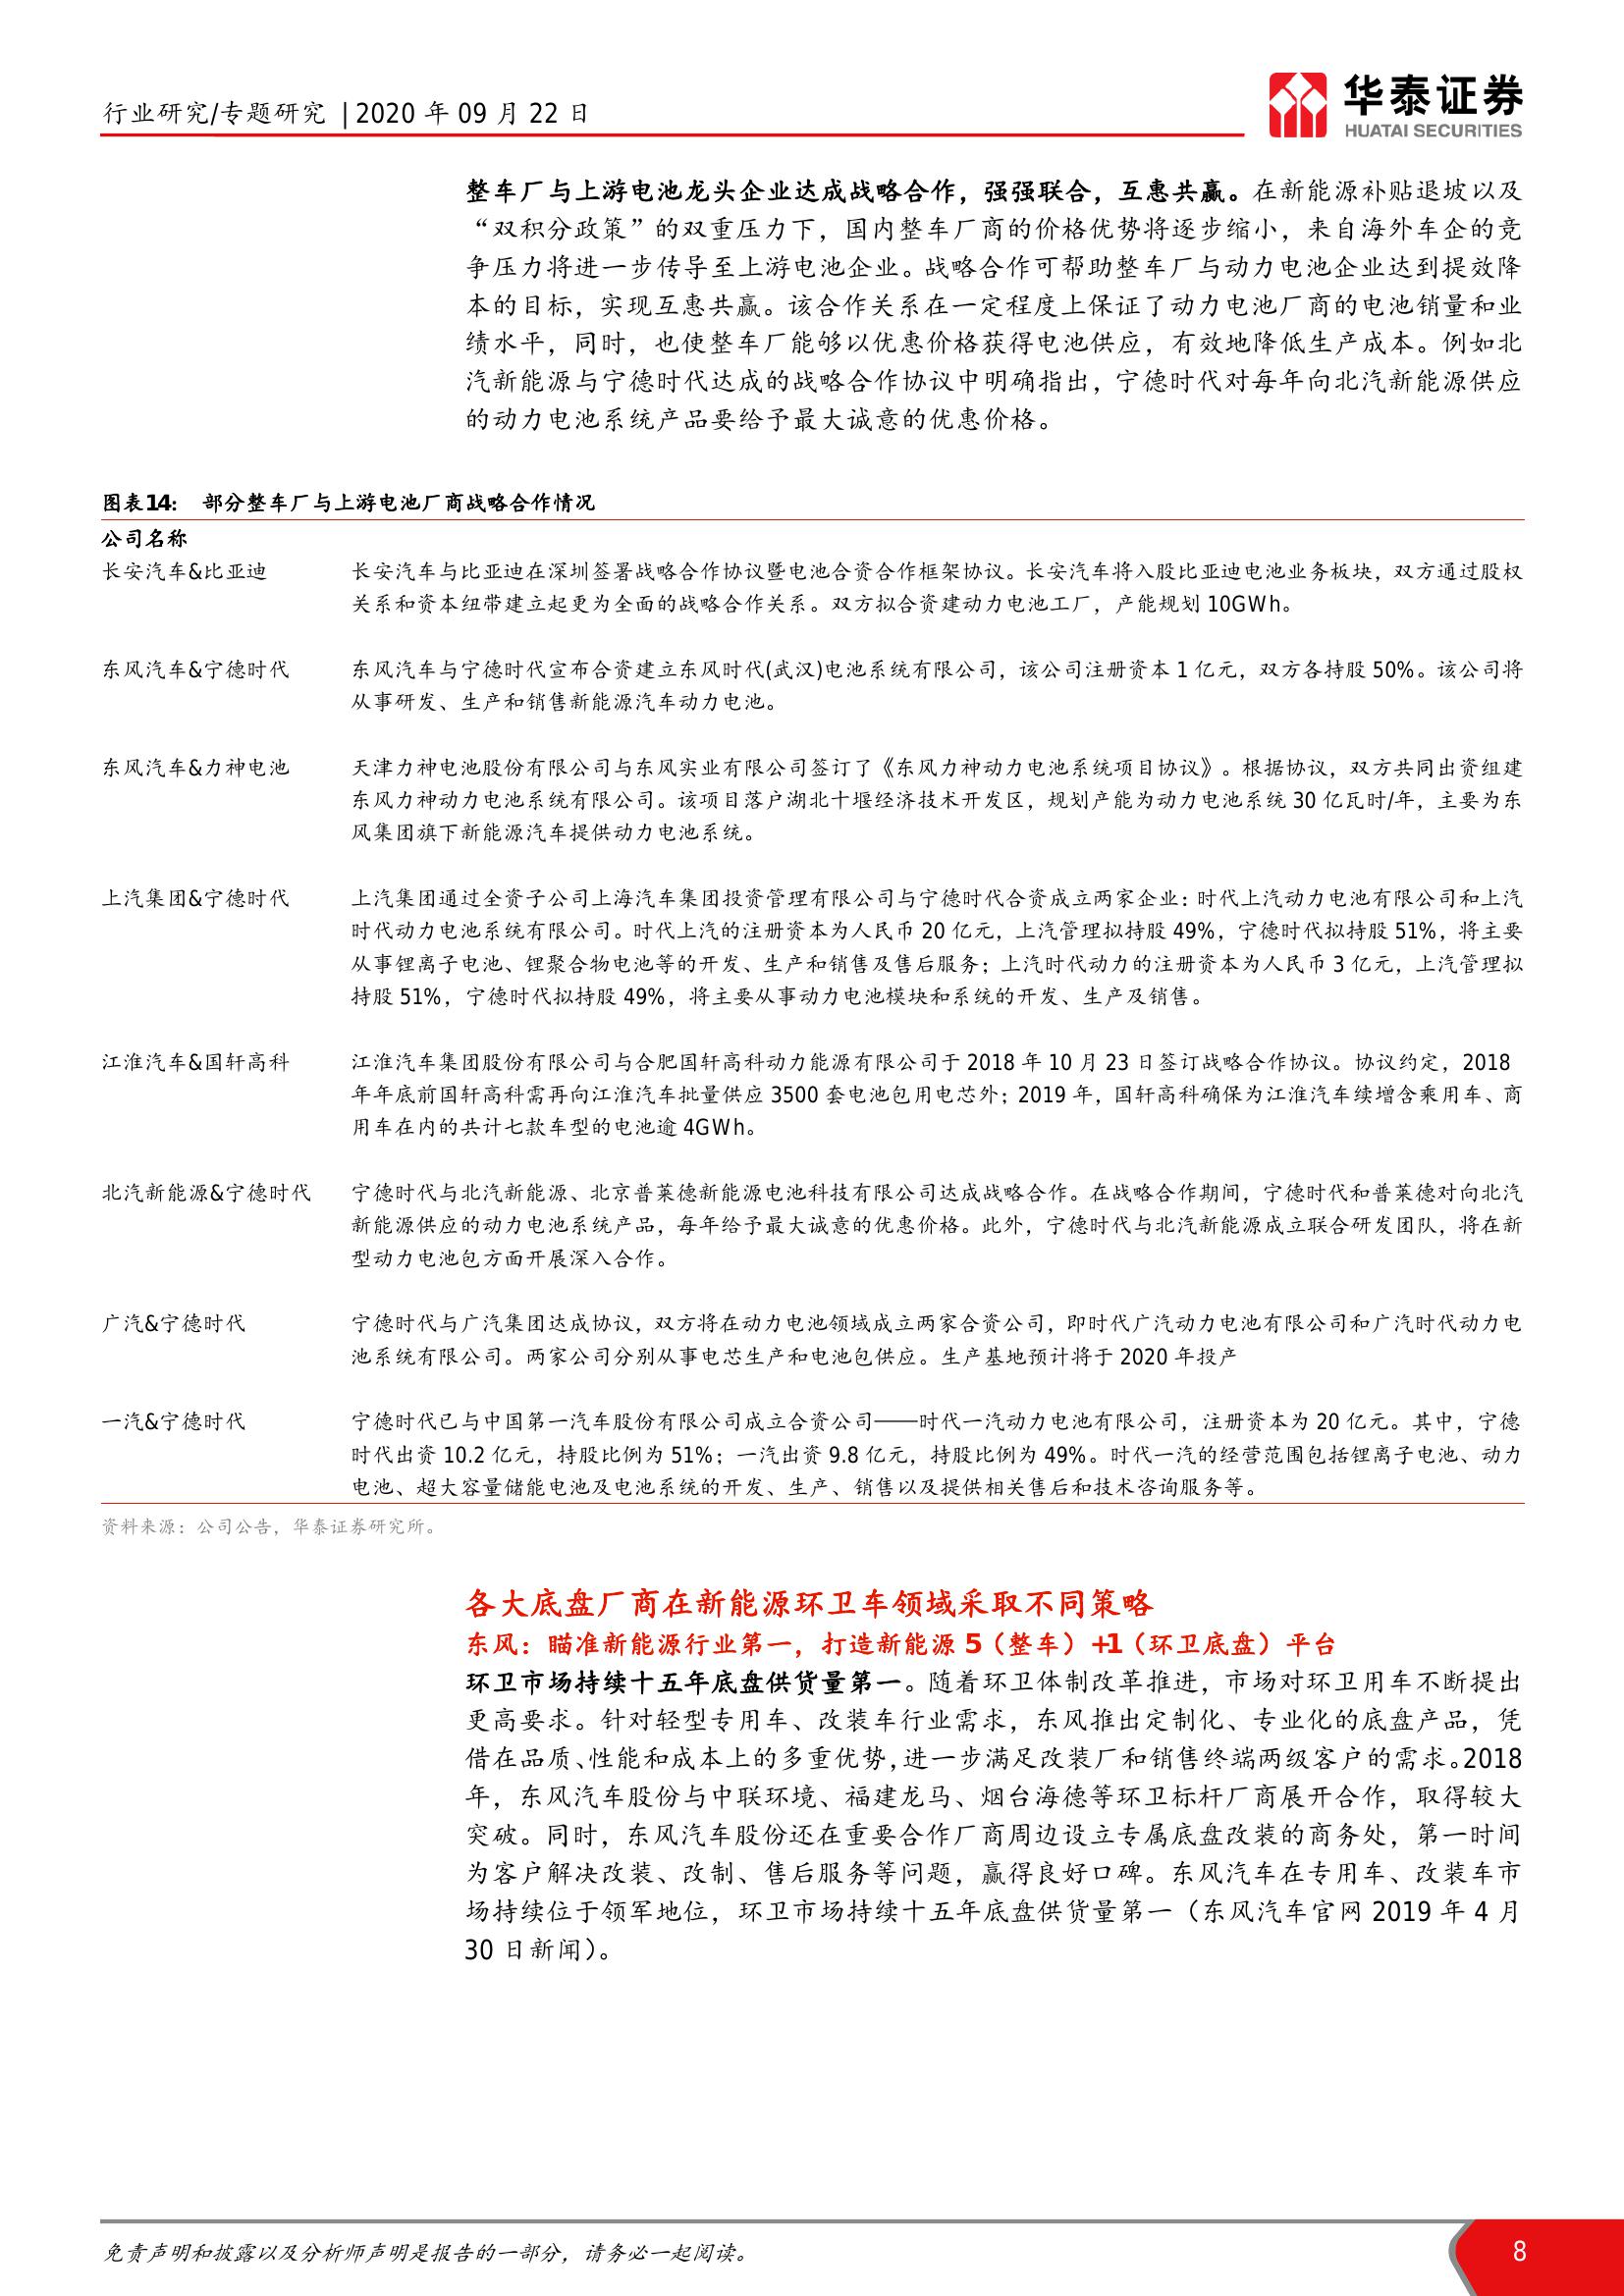 行业研究/专题研究 | 2020 年 09 月 22 日
华泰证券
HUATAI SECURITIES
整车厂与上游电池龙头企业达成战略合作，强强联合，互惠共赢。在新能源补贴退坡以及
“双积分政策”的双重压力下，国内整车厂商的价格优势将逐步缩小，来自海外车企的竞
争压力将进一步传导至上游电池企业。战略合作可帮助整车厂与动力电池企业达到提效降
本的目标，实现互惠共赢。该合作关系在一定程度上保证了动力电池厂商的电池销量和业
绩水平，同时，也使整车厂能够以优惠价格获得电池供应，有效地降低生产成本。例如北
汽新能源与宁德时代达成的战略合作协议中明确指出，宁德时代对每年向北汽新能源供应
的动力电池系统产品要给予最大诚意的优惠价格。
图表14： 部分整车厂与上游电池厂商战略合作情况
公司名称
长安汽车&比亚迪 长安汽车与比亚迪在深圳签署战略合作协议暨电池合资合作框架协议。长安汽车将入股比亚迪电池业务板块，双方通过股权
关系和资本纽带建立起更为全面的战略合作关系。双方拟合资建动力电池工厂，产能规划 10GWh。
东风汽车&宁德时代 东风汽车与宁德时代宣布合资建立东风时代(武汉)电池系统有限公司，该公司注册资本 1 亿元，双方各持股 50%。该公司将
从事研发、生产和销售新能源汽车动力电池。
东风汽车&力神电池 天津力神电池股份有限公司与东风实业有限公司签订了《东风力神动力电池系统项目协议》。根据协议，双方共同出资组建
东风力神动力电池系统有限公司。该项目落户湖北十堰经济技术开发区，规划产能为动力电池系统 30 亿瓦时/年，主要为东
风集团旗下新能源汽车提供动力电池系统。
上汽集团&宁德时代 上汽集团通过全资子公司上海汽车集团投资管理有限公司与宁德时代合资成立两家企业：时代上汽动力电池有限公司和上汽
时代动力电池系统有限公司。时代上汽的注册资本为人民币 20 亿元，上汽管理拟持股 49%，宁德时代拟持股 51%，将主要
从事锂离子电池、锂聚合物电池等的开发、生产和销售及售后服务；上汽时代动力的注册资本为人民币 3 亿元，上汽管理拟
持股 51%，宁德时代拟持股 49%，将主要从事动力电池模块和系统的开发、生产及销售。
江淮汽车&国轩高科 江淮汽车集团股份有限公司与合肥国轩高科动力能源有限公司于 2018 年 10 月 23 日签订战略合作协议。协议约定，2018
年年底前国轩高科需再向江淮汽车批量供应 3500 套电池包用电芯外；2019 年，国轩高科确保为江淮汽车续增含乘用车、商
用车在内的共计七款车型的电池逾 4GWh。
北汽新能源&宁德时代 宁德时代与北汽新能源、北京普莱德新能源电池科技有限公司达成战略合作。在战略合作期间，宁德时代和普莱德对向北汽
新能源供应的动力电池系统产品，每年给予最大诚意的优惠价格。此外，宁德时代与北汽新能源成立联合研发团队，将在新
型动力电池包方面开展深入合作。
广汽&宁德时代 宁德时代与广汽集团达成协议，双方将在动力电池领域成立两家合资公司，即时代广汽动力电池有限公司和广汽时代动力电
池系统有限公司。两家公司分别从事电芯生产和电池包供应。生产基地预计将于 2020 年投产
一汽&宁德时代 宁德时代已与中国第一汽车股份有限公司成立合资公司——时代一汽动力电池有限公司，注册资本为 20 亿元。其中，宁德
时代出资 10.2 亿元，持股比例为 51%；一汽出资 9.8 亿元，持股比例为 49%。时代一汽的经营范围包括锂离子电池、动力
电池、超大容量储能电池及电池系统的开发、生产、销售以及提供相关售后和技术咨询服务等。
资料来源：公司公告，华泰证券研究所。
各大底盘厂商在新能源环卫车领域采取不同策略
东风：瞄准新能源行业第一，打造新能源 5（整车）+1（环卫底盘）平台
环卫市场持续十五年底盘供货量第一。随着环卫体制改革推进，市场对环卫用车不断提出
更高要求。针对轻型专用车、改装车行业需求，东风推出定制化、专业化的底盘产品，凭
借在品质、性能和成本上的多重优势，进一步满足改装厂和销售终端两级客户的需求。2018
年，东风汽车股份与中联环境、福建龙马、烟台海德等环卫标杆厂商展开合作，取得较大
突破。同时，东风汽车股份还在重要合作厂商周边设立专属底盘改装的商务处，第一时间
为客户解决改装、改制、售后服务等问题，赢得良好口碑。东风汽车在专用车、改装车市
场持续位于领军地位，环卫市场持续十五年底盘供货量第一（东风汽车官网 2019 年 4 月
30 日新闻）。
免责声明和披露以及分析师声明是报告的一部分，请务必一起阅读。
8